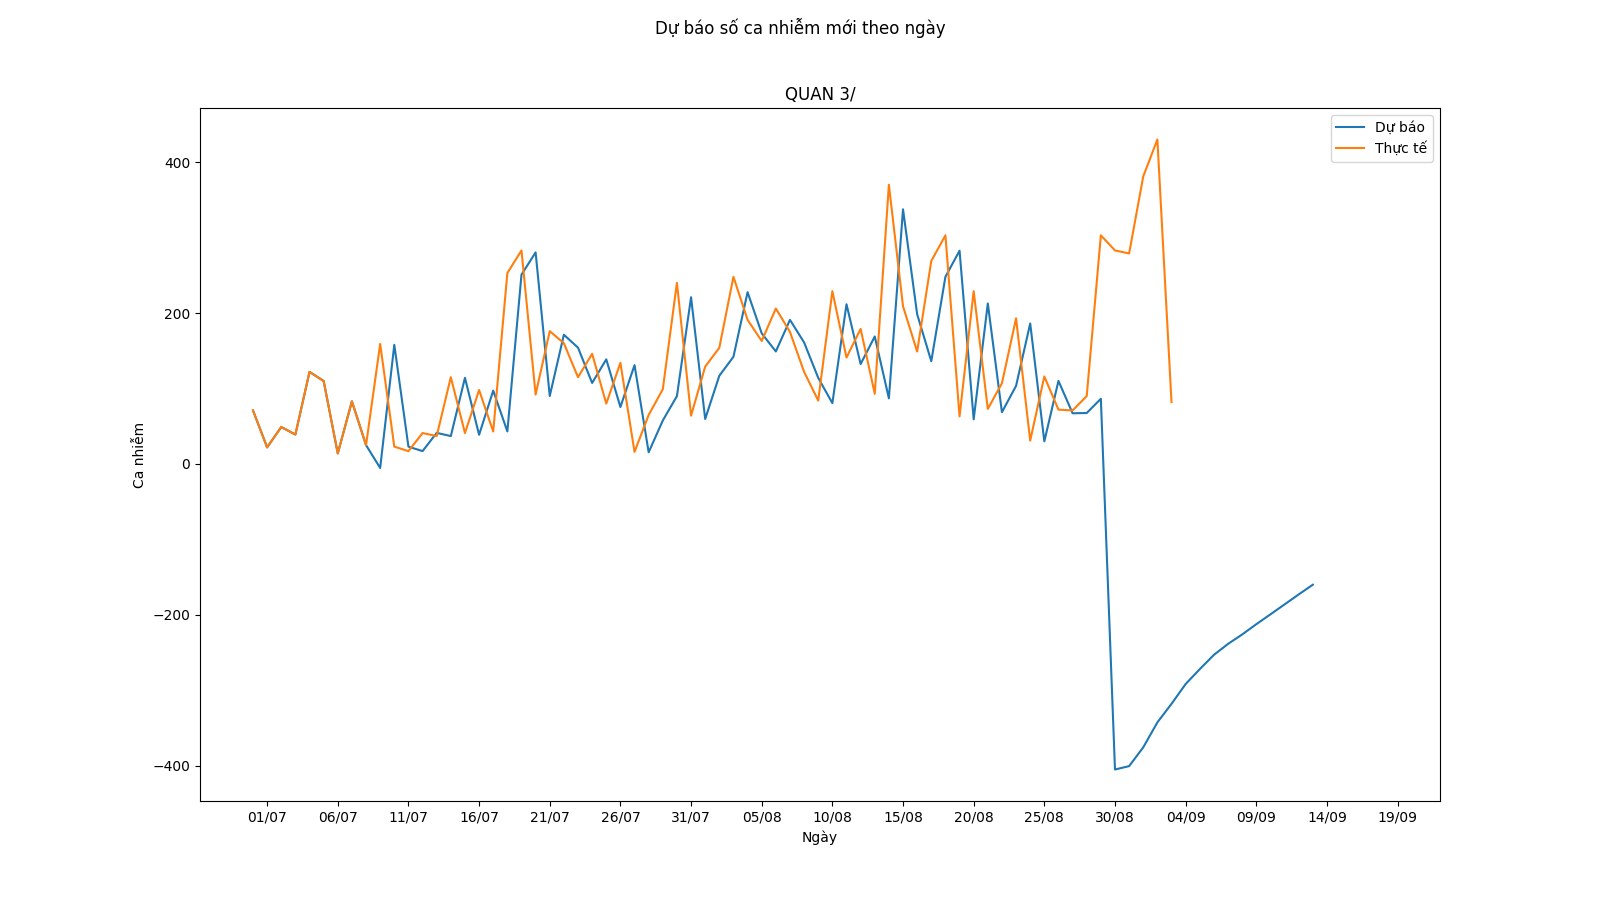 Dự báo số ca nhiễm mới theo ngày
QUAN 3/
Dự báo
Thực tế
400
200
0
−200
−400
Ca nhiễm
01/07 06/07 11/07 16/07 21/07 26/07 31/07 05/08 10/08 15/08 20/08 25/08 30/08 04/09 09/09 14/09 19/09
Ngày